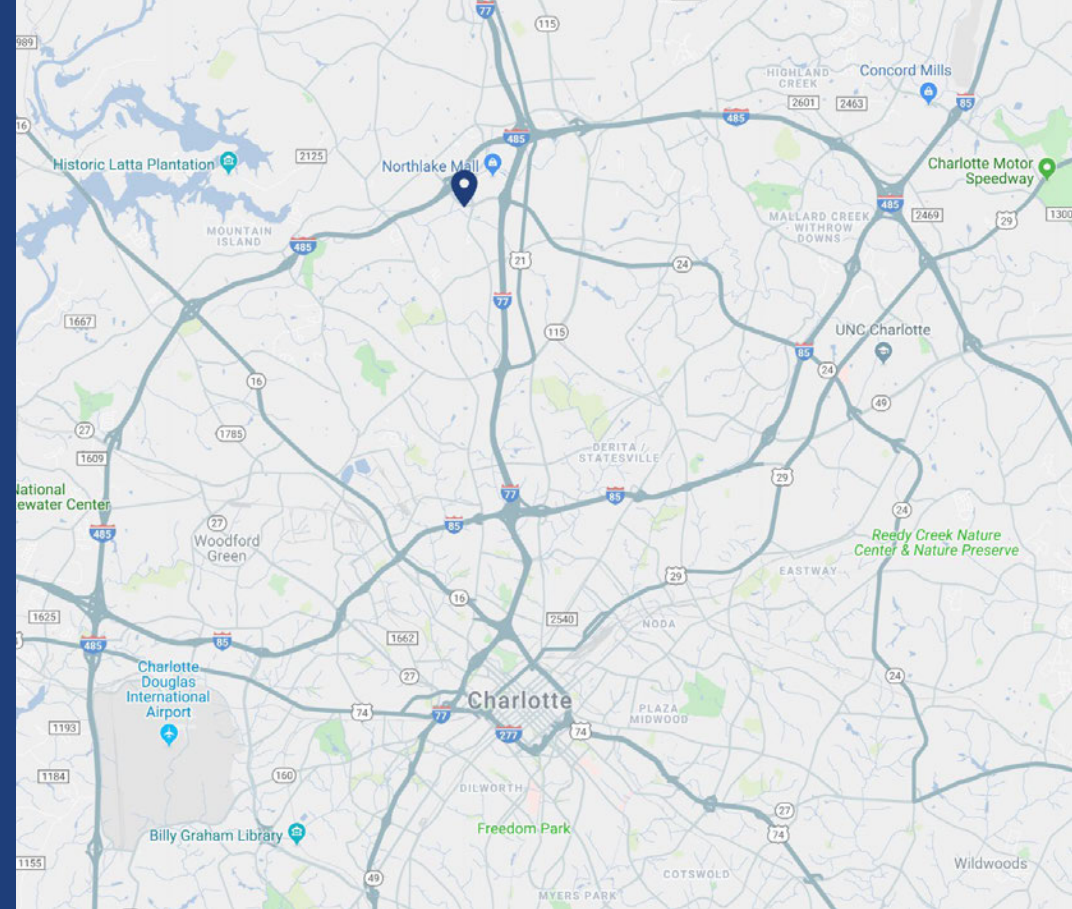 77
115
989
HIGHLAND
CREEK
Concord Mills
2601
2463
85
16
485
485
2125
Northlake Mall
Historic Latta Plantation
Charlotte Motor
Speedway
485
2469
29
1300
MALLARD CREEK
- WITHROW
DOWNS
MOUNTAIN
ISLAND
485
21
24
77
1667
115
UNC Charlotte
85
24
16
49
27
1785
1609
DERITA /
STATESVILLE
29
National
ewater Center
77
85
85
24
27
485
Woodford
Green
Reedy Creek Nature
Center & Nature Preserve
EASTWAY
29
16
1625
2540
NODA
1662
85
485
27
24
Charlotte
Douglas
International
Airport
Charlotte
74
77
PLAZA
MIDWOOD
1193
277
74
1184
160
DILWORTH
27
74
Billy Graham Library
Freedom Park
1155
Wildwoods
49
COTSWOLD
MYERS PARK